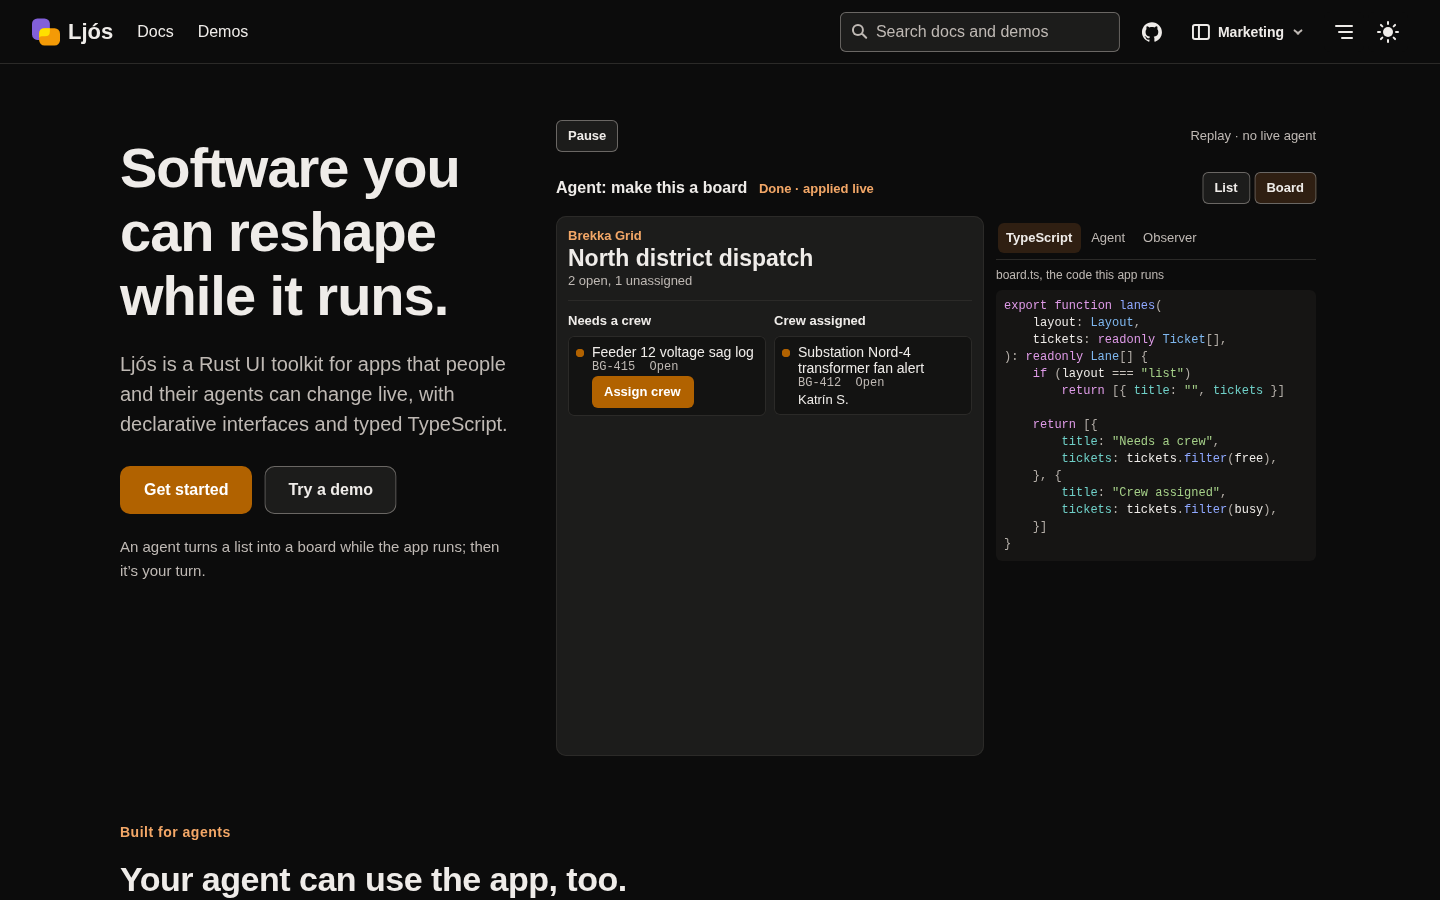 Ljós
Docs
Demos
Search docs and demos
Marketing
Software you
can reshape
while it runs.
Ljós is a Rust UI toolkit for apps that people
and their agents can change live, with
declarative interfaces and typed TypeScript.
Get started
Try a demo
An agent turns a list into a board while the app runs; then
it’s your turn.
Pause
Replay · no live agent
Agent: make this a board
Done · applied live
List
Board
Brekka Grid
North district dispatch
2 open, 1 unassigned
Needs a crew
Feeder 12 voltage sag log
BG-415  Open
Assign crew
Crew assigned
Substation Nord-4
transformer fan alert
BG-412  Open
Katrín S.
TypeScript
Agent
Observer
board.ts, the code this app runs
export function lanes(
    layout: Layout,
    tickets: readonly Ticket[],
): readonly Lane[] {
    if (layout === "list")
        return [{ title: "", tickets }]
    return [{
        title: "Needs a crew",
        tickets: tickets.filter(free),
    }, {
        title: "Crew assigned",
        tickets: tickets.filter(busy),
    }]
}
Built for agents
Your agent can use the app, too.